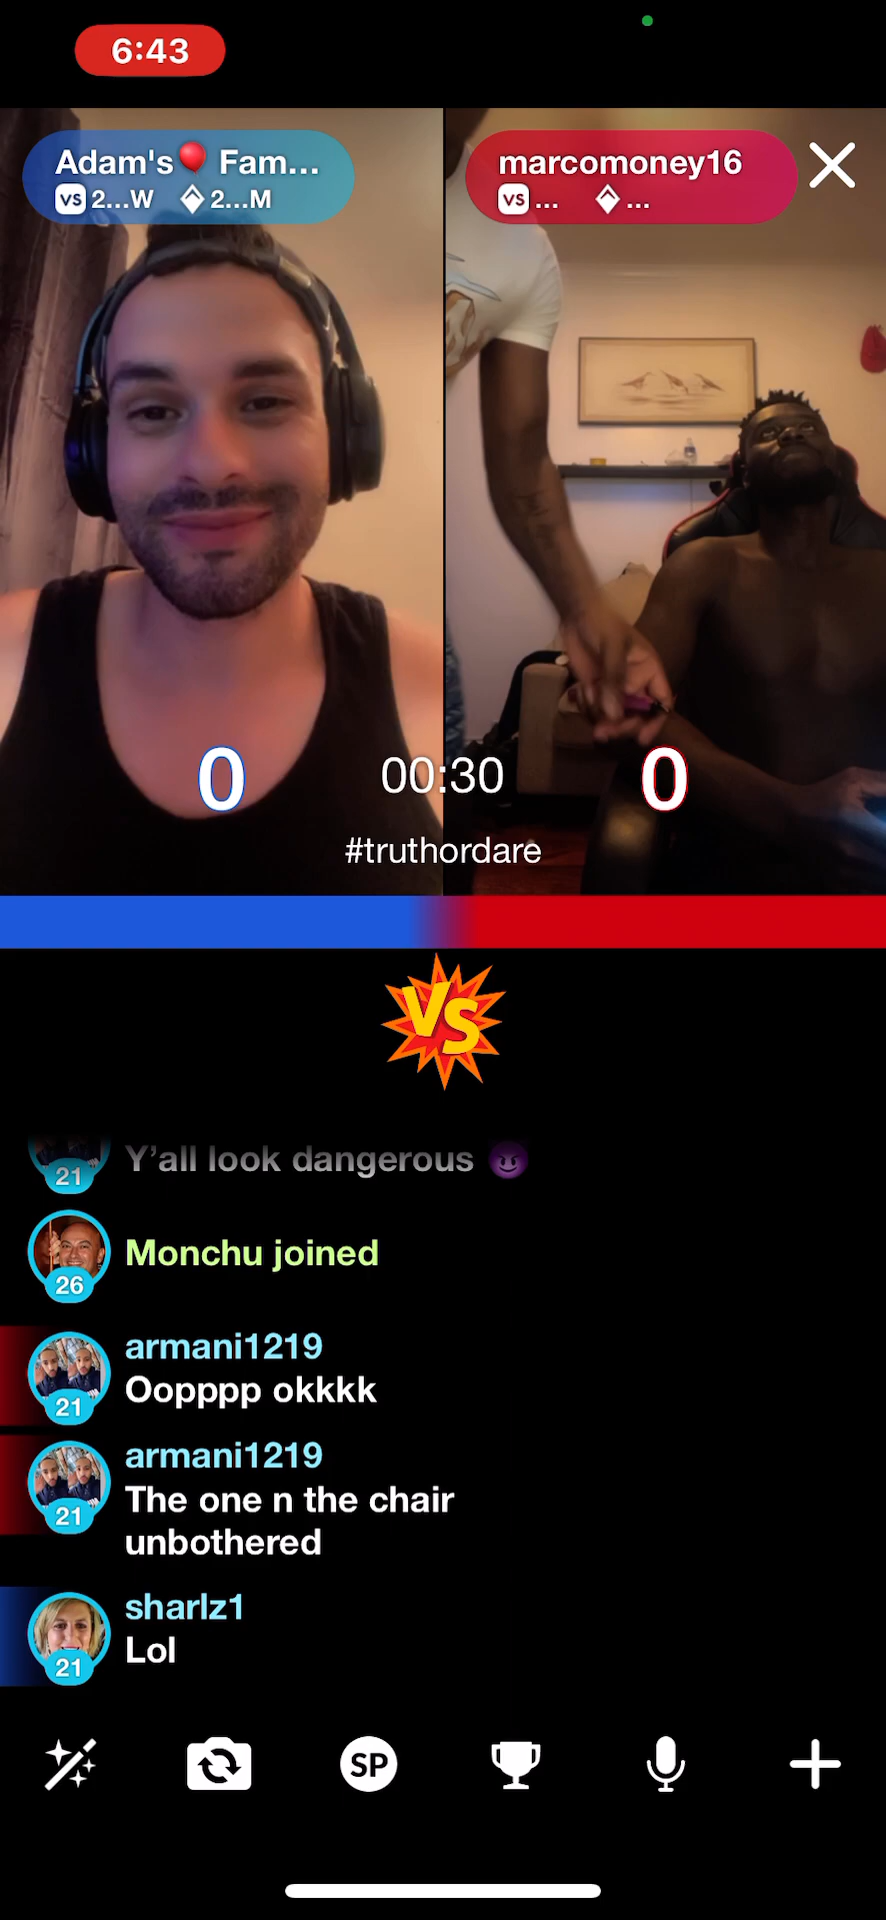 6:43
Adam's🎈 Fam...
VS 2...W 2...M
marcomoney16
VS ... ...
0
00:30
0
#truthordare
VS
21
Y’all look dangerous 😈
26
Monchu joined
armani1219
21
Oopppp okkkk
armani1219
21
The one n the chair
unbothered
sharlz1
21
Lol
SP